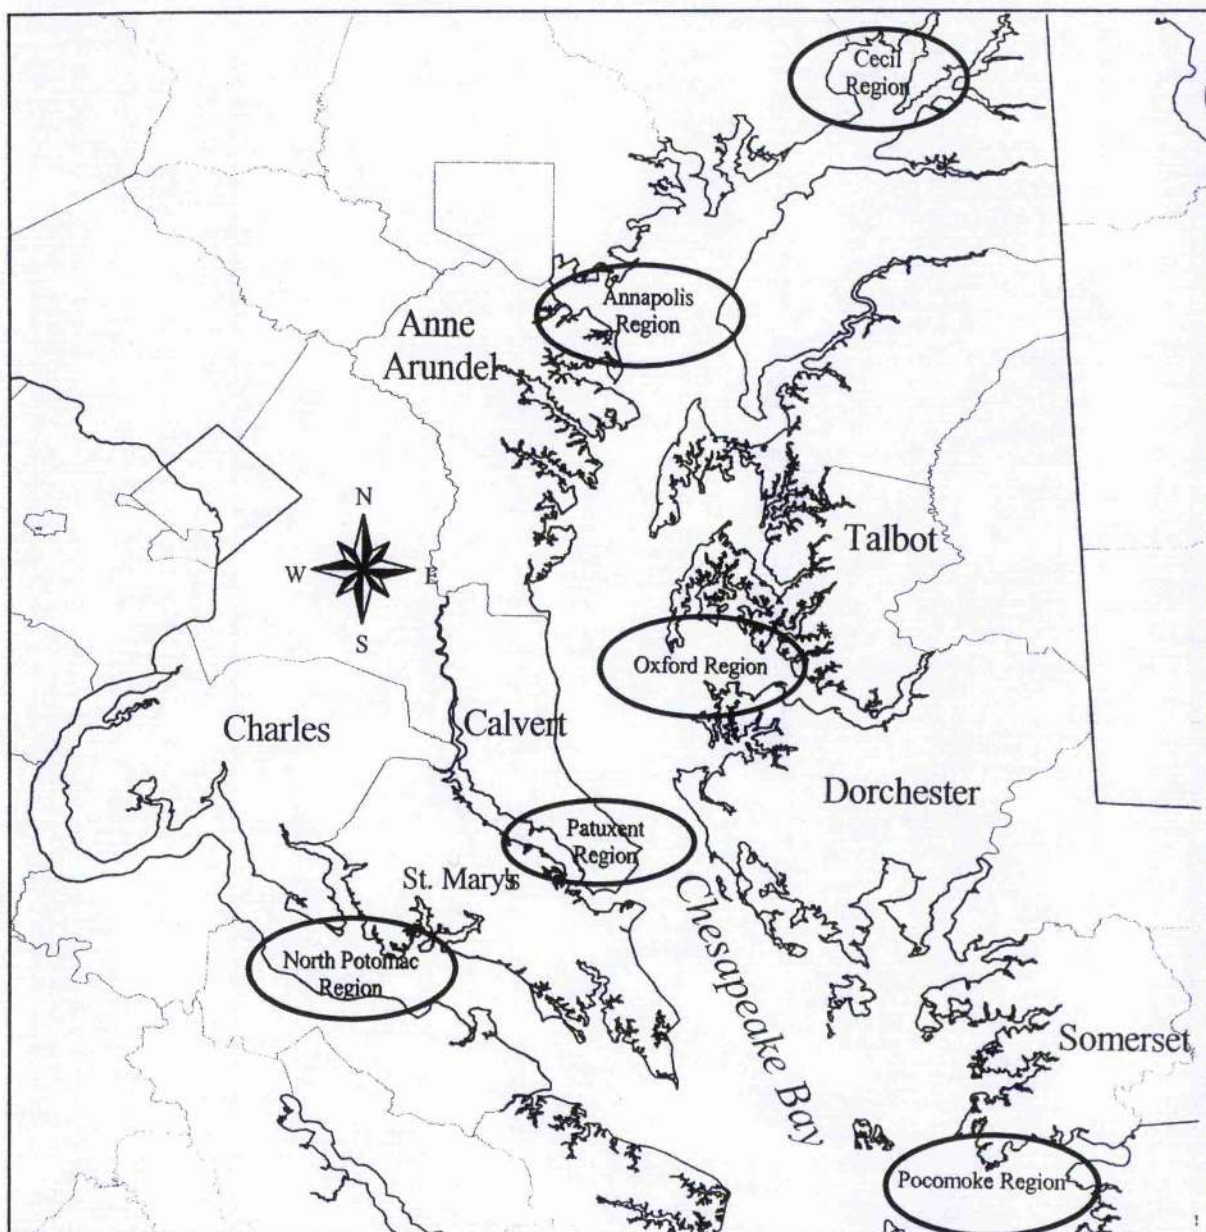 Cecil
Region
Annapolis
Region
Anne
Arundel
N
W
E
S
Talbot
Oxford Region
Charles
Calvert
Dorchester
Patuxent
Region
St. Mary's
Chesapeake Bay
North Potomac
Region
Somerset
Pocomoke Region